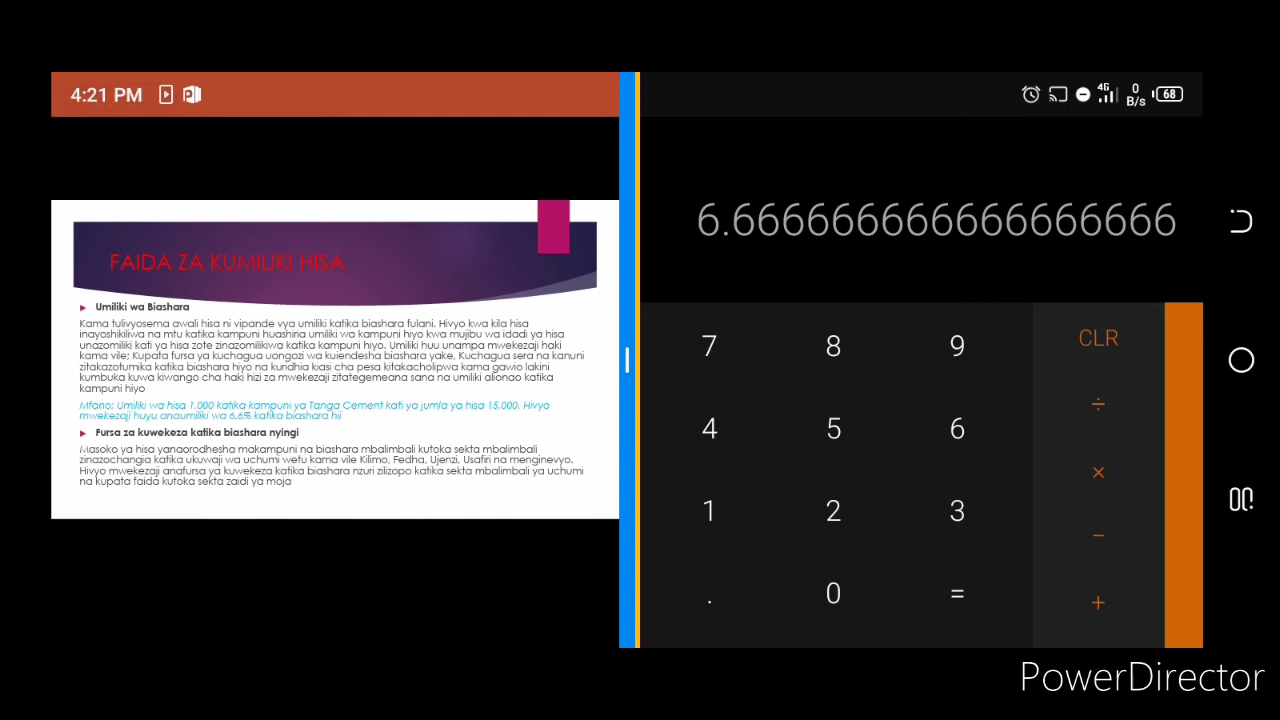 4:21 PM
4G
0
B/s
68
FAIDA ZA KUMILIKI HISA
Umiliki wa Biashara
Kama tulivyosema awali hisa ni vipande vya umiliki katika biashara fulani. Hivyo kwa kila hisa
inayoshikiliwa na mtu katika kampuni huashiria umiliki wa kampuni hiyo kwa mujibu wa idadi ya hisa
unazomiliki kati ya hisa zote zinazomilikiwa katika kampuni hiyo. Umiliki huu unampa mwekezaji haki
kama vile; Kupata fursa ya kuchagua uongozi wa kuiendesha biashara yake, Kuchagua sera na kanuni
zitakazotumika katika biashara hiyo na kuridhia kiasi cha pesa kitakacholipwa kama gawio lakini
kumbuka kuwa kiwango cha haki hizi za mwekezaji zitategemeana sana na umiliki alionao katika
kampuni hiyo
Mfano; Umiliki wa hisa 1,000 katika kampuni ya Tanga Cement kati ya jumla ya hisa 15,000. Hivyo
mwekezaji huyu anaumiliki wa 6.6% katika biashara hii
Fursa za kuwekeza katika biashara nyingi
Masoko ya hisa yanaorodhesha makampuni na biashara mbalimbali kutoka sekta mbalimbali
zinazochangia katika ukuwaji wa uchumi wetu kama vile Kilimo, Fedha, Ujenzi, Usafiri na menginevyo.
Hivyo mwekezaji anafursa ya kuwekeza katika biashara nzuri zilizopo katika sekta mbalimbali ya uchumi
na kupata faida kutoka sekta zaidi ya moja
6.666666666666666666
7 8 9 CLR
÷
4 5 6
×
1 2 3
−
. 0 = +
PowerDirector